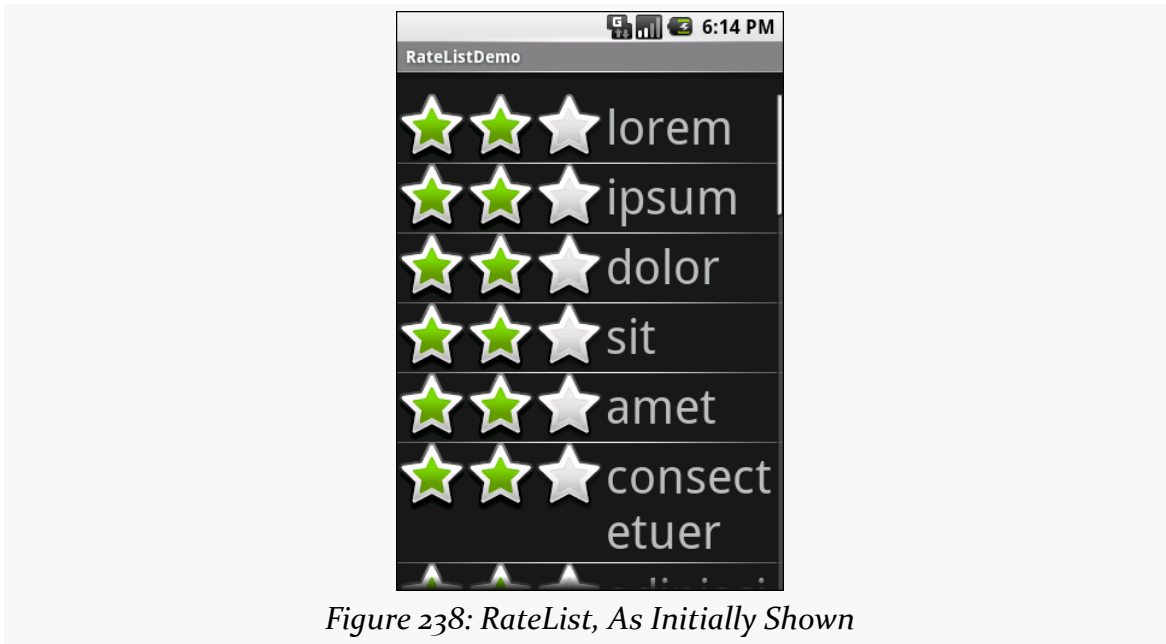 6:14 PM
RateListDemo
lorem
ipsum
dolor
sit
amet
consect
etuer
Figure 238: RateList, As Initially Shown